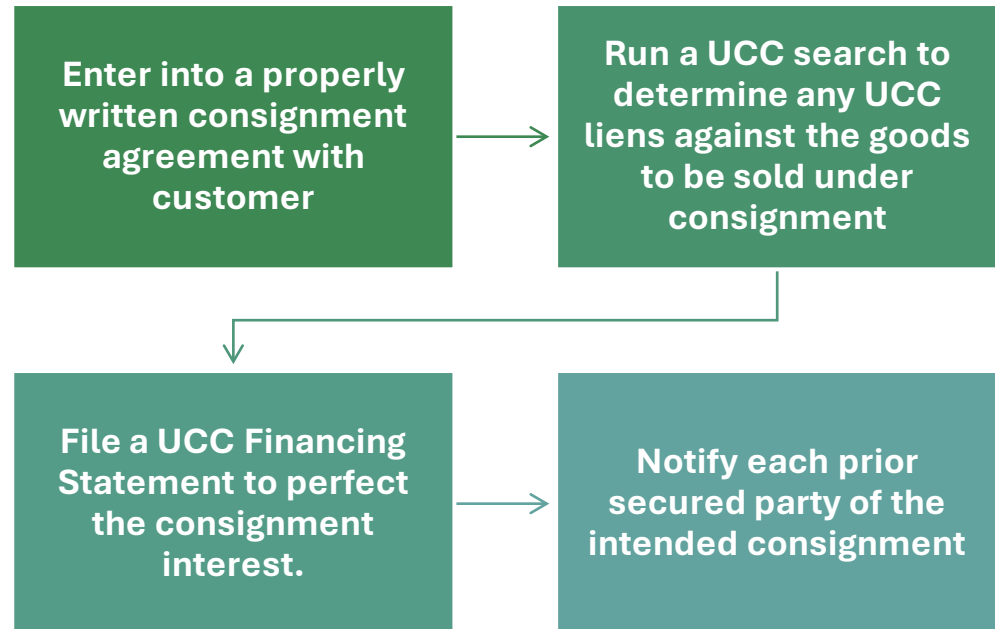 Enter into a properly
written consignment
agreement with
customer
Run a UCC search to
determine any UCC
liens against the goods
to be sold under
consignment
File a UCC Financing
Statement to perfect
the consignment
interest.
Notify each prior
secured party of the
intended consignment